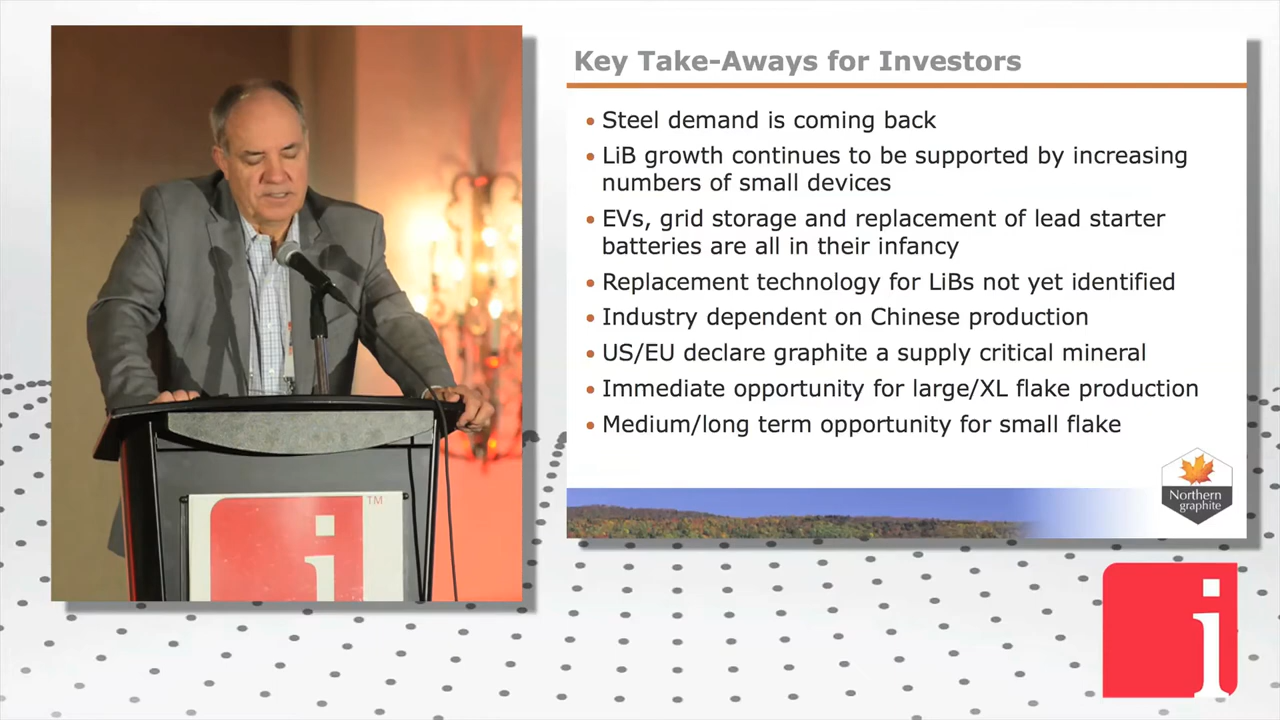 Key Take-Aways for Investors
• Steel demand is coming back
• LiB growth continues to be supported by increasing
numbers of small devices
• EVs, grid storage and replacement of lead starter
batteries are all in their infancy
• Replacement technology for LiBs not yet identified
• Industry dependent on Chinese production
• US/EU declare graphite a supply critical mineral
• Immediate opportunity for large/XL flake production
• Medium/long term opportunity for small flake
Northern
graphite
i
TM
i